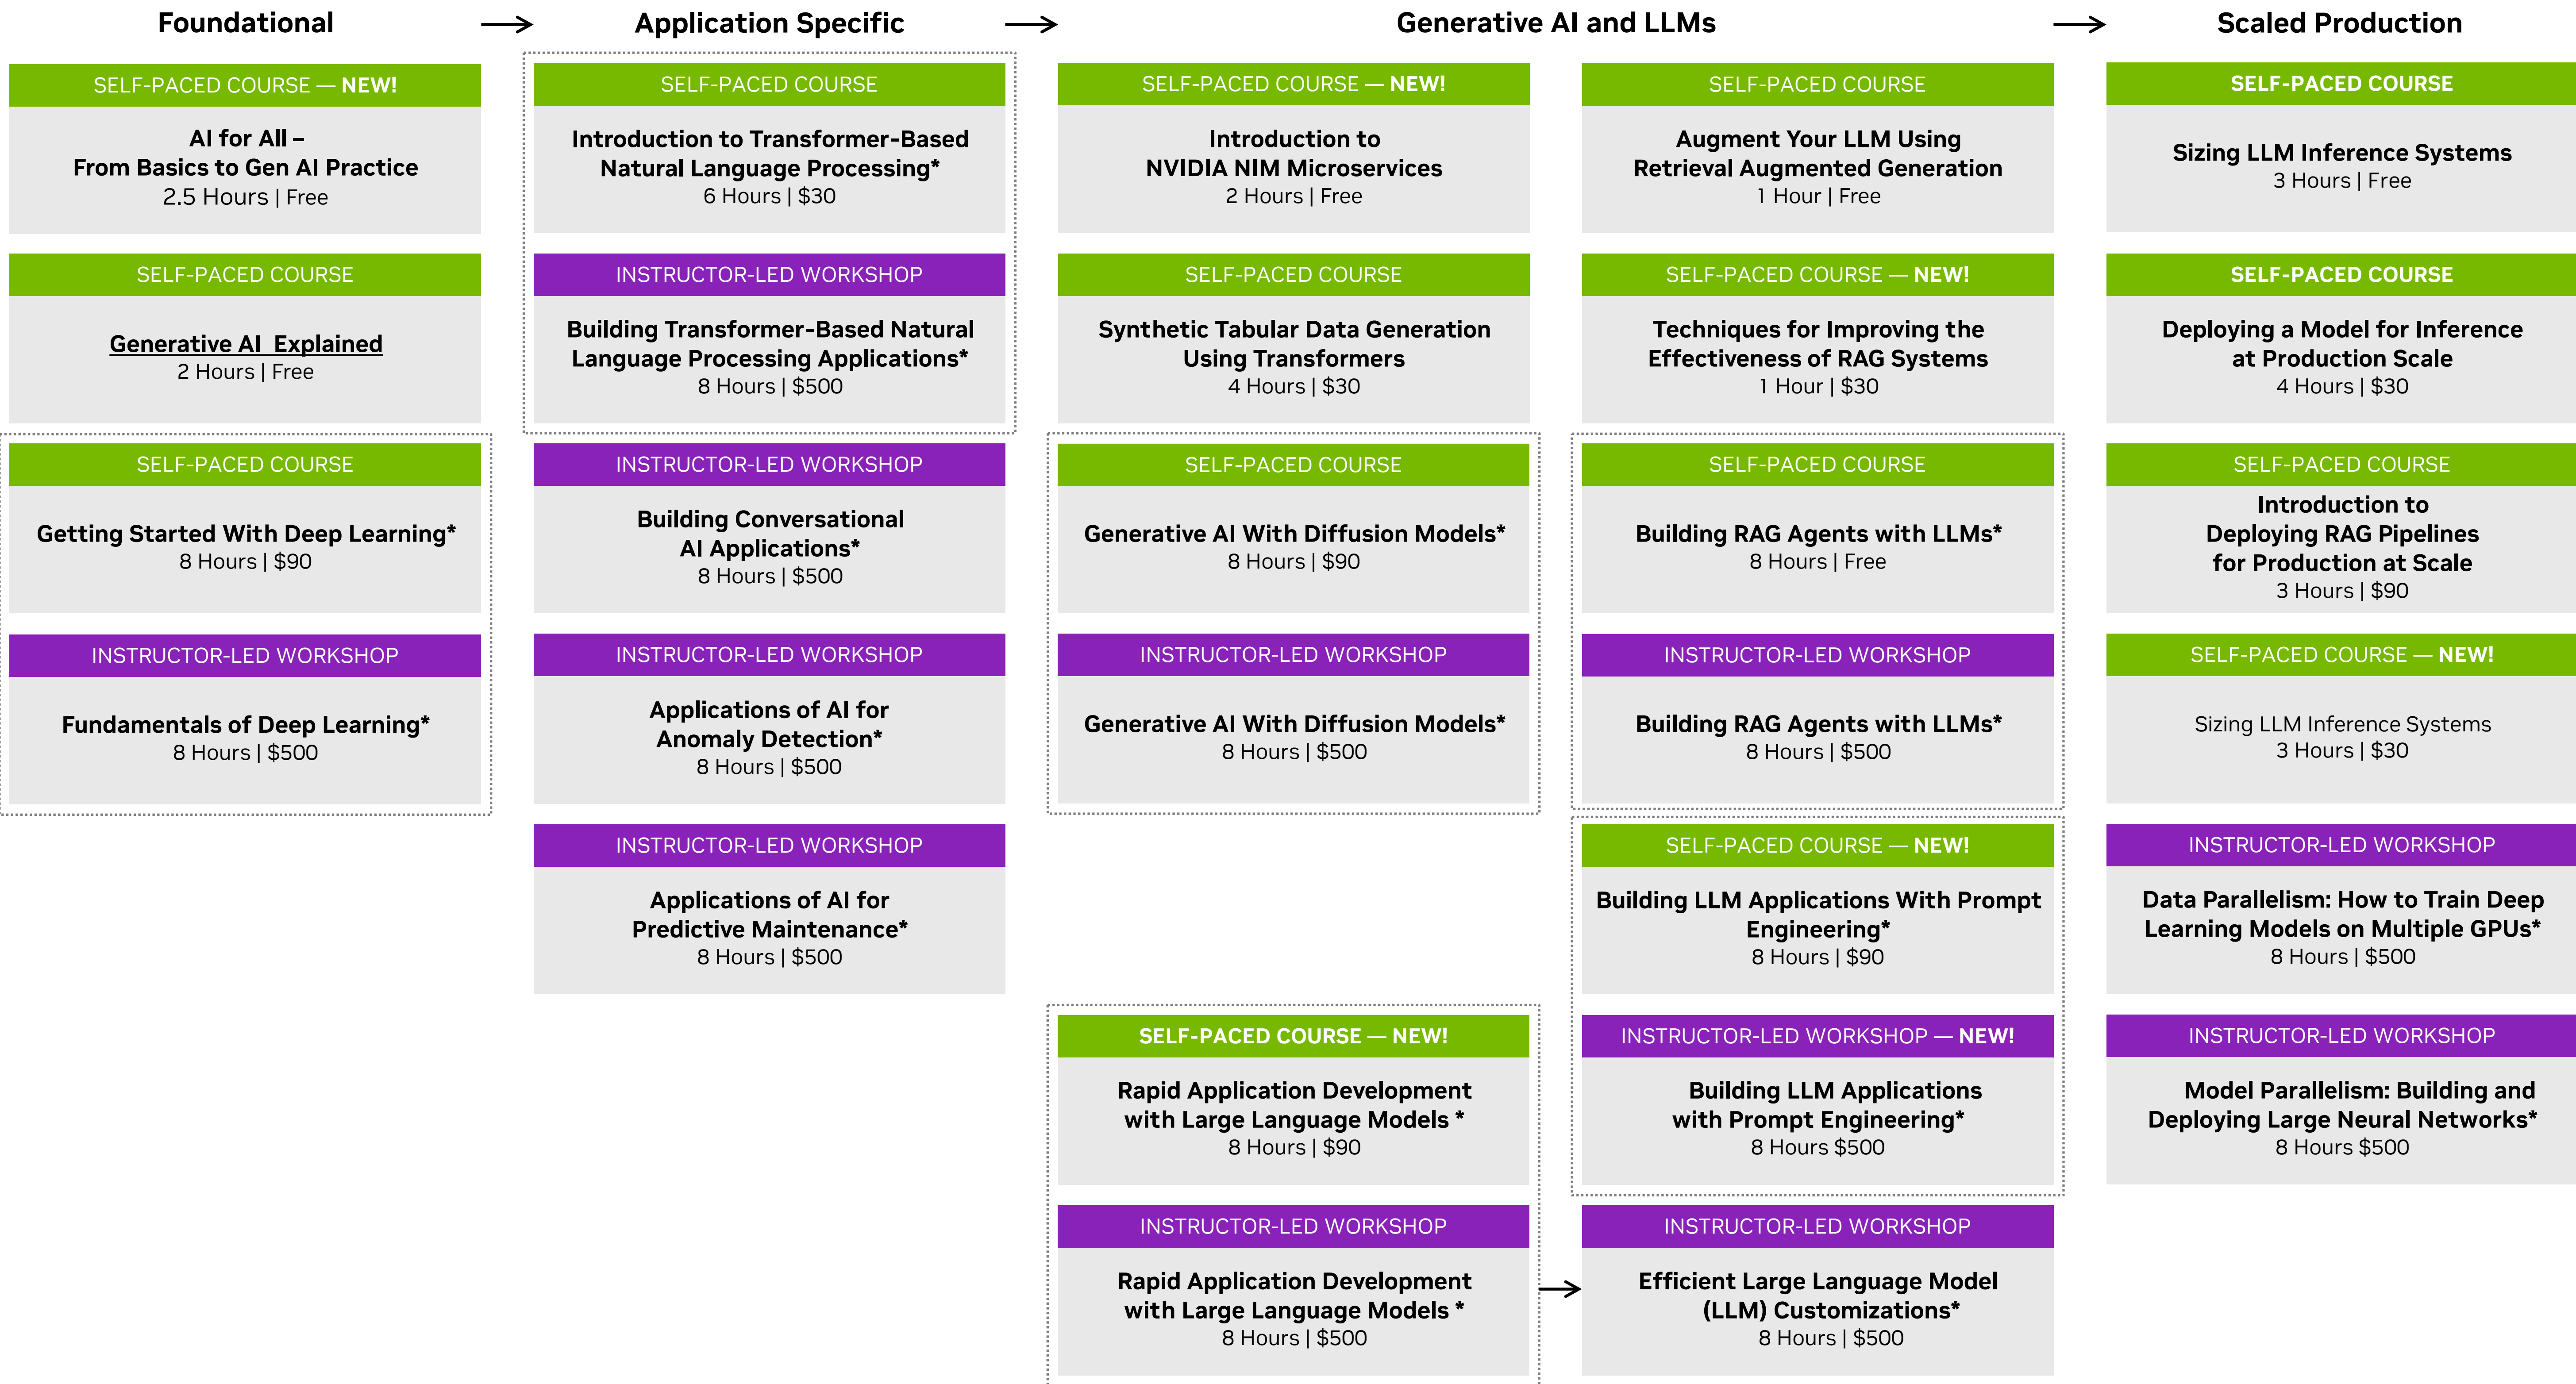 Foundational
Application Specific
Generative AI and LLMs
Scaled Production
SELF-PACED COURSE — NEW!
AI for All –
From Basics to Gen AI Practice
2.5 Hours | Free
SELF-PACED COURSE
Generative AI  Explained
2 Hours | Free
SELF-PACED COURSE
Getting Started With Deep Learning*
8 Hours | $90
INSTRUCTOR-LED WORKSHOP
Fundamentals of Deep Learning*
8 Hours | $500
SELF-PACED COURSE
Introduction to Transformer-Based
Natural Language Processing*
6 Hours | $30
INSTRUCTOR-LED WORKSHOP
Building Transformer-Based Natural
Language Processing Applications*
8 Hours | $500
INSTRUCTOR-LED WORKSHOP
Building Conversational
AI Applications*
8 Hours | $500
INSTRUCTOR-LED WORKSHOP
Applications of AI for
Anomaly Detection*
8 Hours | $500
INSTRUCTOR-LED WORKSHOP
Applications of AI for
Predictive Maintenance*
8 Hours | $500
SELF-PACED COURSE — NEW!
Introduction to
NVIDIA NIM Microservices
2 Hours | Free
SELF-PACED COURSE
Synthetic Tabular Data Generation
Using Transformers
4 Hours | $30
SELF-PACED COURSE
Generative AI With Diffusion Models*
8 Hours | $90
INSTRUCTOR-LED WORKSHOP
Generative AI With Diffusion Models*
8 Hours | $500
SELF-PACED COURSE — NEW!
Rapid Application Development
with Large Language Models *
8 Hours | $90
INSTRUCTOR-LED WORKSHOP
Rapid Application Development
with Large Language Models *
8 Hours | $500
SELF-PACED COURSE
Augment Your LLM Using
Retrieval Augmented Generation
1 Hour | Free
SELF-PACED COURSE — NEW!
Techniques for Improving the
Effectiveness of RAG Systems
1 Hour | $30
SELF-PACED COURSE
Building RAG Agents with LLMs*
8 Hours | Free
INSTRUCTOR-LED WORKSHOP
Building RAG Agents with LLMs*
8 Hours | $500
SELF-PACED COURSE — NEW!
Building LLM Applications With Prompt
Engineering*
8 Hours | $90
INSTRUCTOR-LED WORKSHOP — NEW!
Building LLM Applications
with Prompt Engineering*
8 Hours $500
INSTRUCTOR-LED WORKSHOP
Efficient Large Language Model
(LLM) Customizations*
8 Hours | $500
SELF-PACED COURSE
Sizing LLM Inference Systems
3 Hours | Free
SELF-PACED COURSE
Deploying a Model for Inference
at Production Scale
4 Hours | $30
SELF-PACED COURSE
Introduction to
Deploying RAG Pipelines
for Production at Scale
3 Hours | $90
SELF-PACED COURSE — NEW!
Sizing LLM Inference Systems
3 Hours | $30
INSTRUCTOR-LED WORKSHOP
Data Parallelism: How to Train Deep
Learning Models on Multiple GPUs*
8 Hours | $500
INSTRUCTOR-LED WORKSHOP
Model Parallelism: Building and
Deploying Large Neural Networks*
8 Hours $500